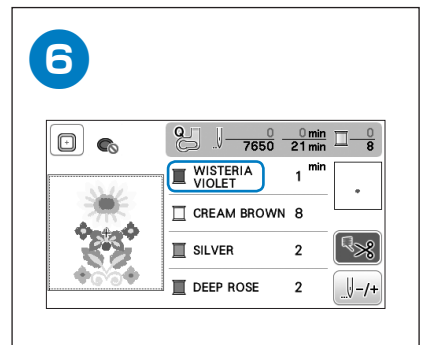 6
0 0 min 0
7650 21 min 8
WISTERIA 1 min
VIOLET
CREAM BROWN 8
SILVER 2
DEEP ROSE 2
-/+